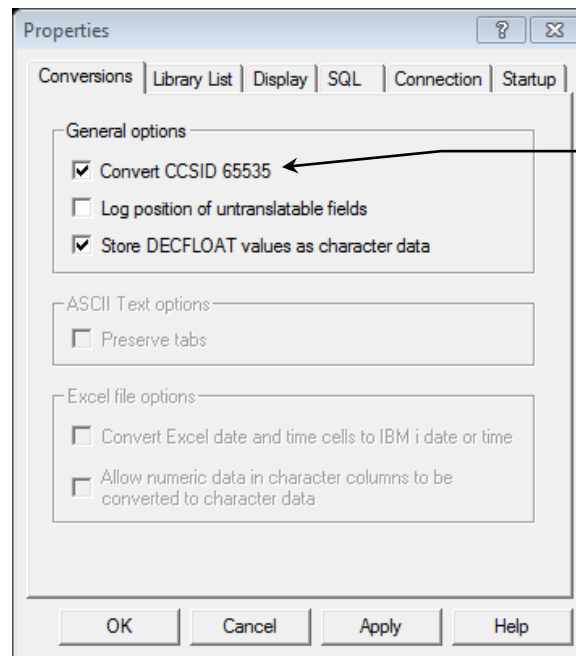 Properties
Conversions Library List Display SQL Connection Startup
General options
Convert CCSID 65535
Log position of untranslatable fields
Store DECFLOAT values as character data
ASCII Text options
Preserve tabs
Excel file options
Convert Excel date and time cells to IBM i date or time
Allow numeric data in character columns to be
converted to character data
OK Cancel Apply Help